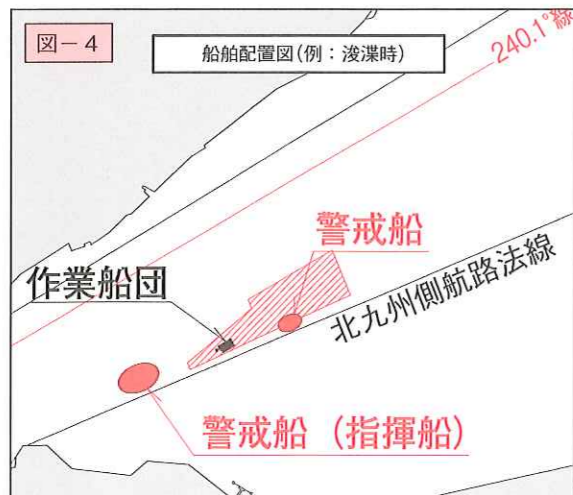 図－4
船舶配置図(例：浚渫時)
240.1°線
警戒船
作業船団
北九州側航路法線
警戒船（指揮船）